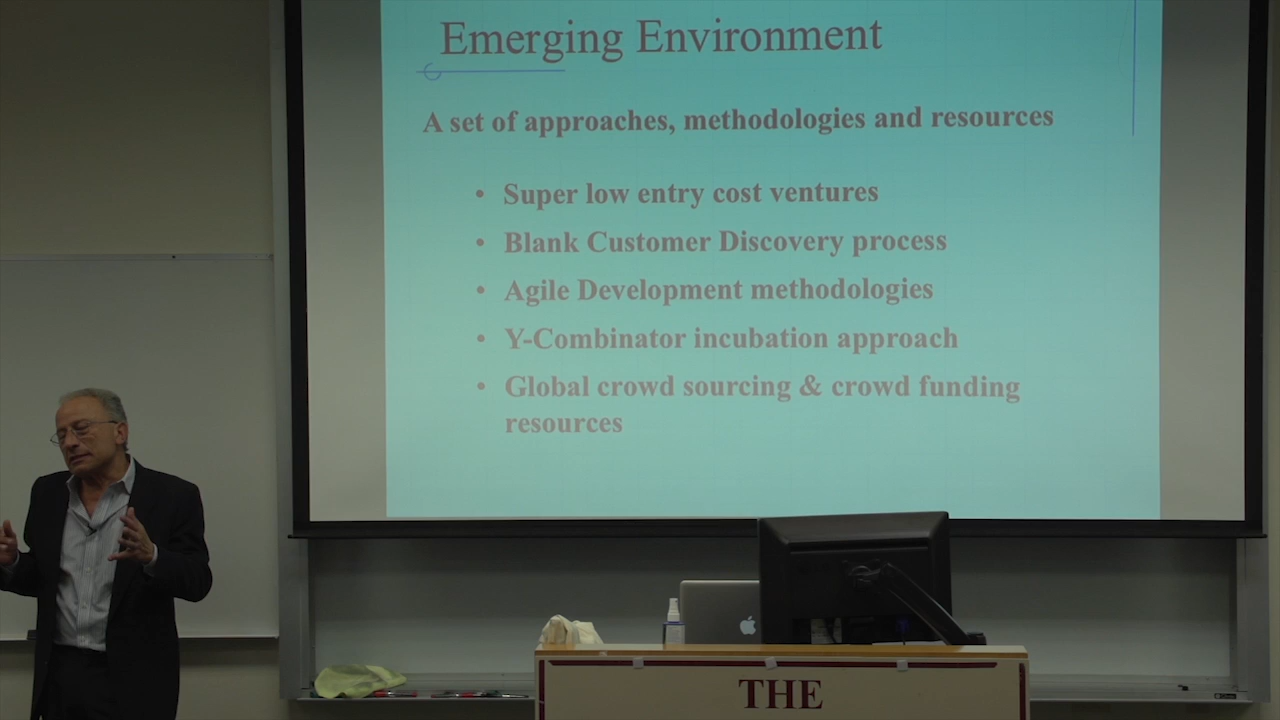 Emerging Environment
A set of approaches, methodologies and resources
• Super low entry cost ventures
• Blank Customer Discovery process
• Agile Development methodologies
• Y-Combinator incubation approach
• Global crowd sourcing & crowd funding
resources
THE